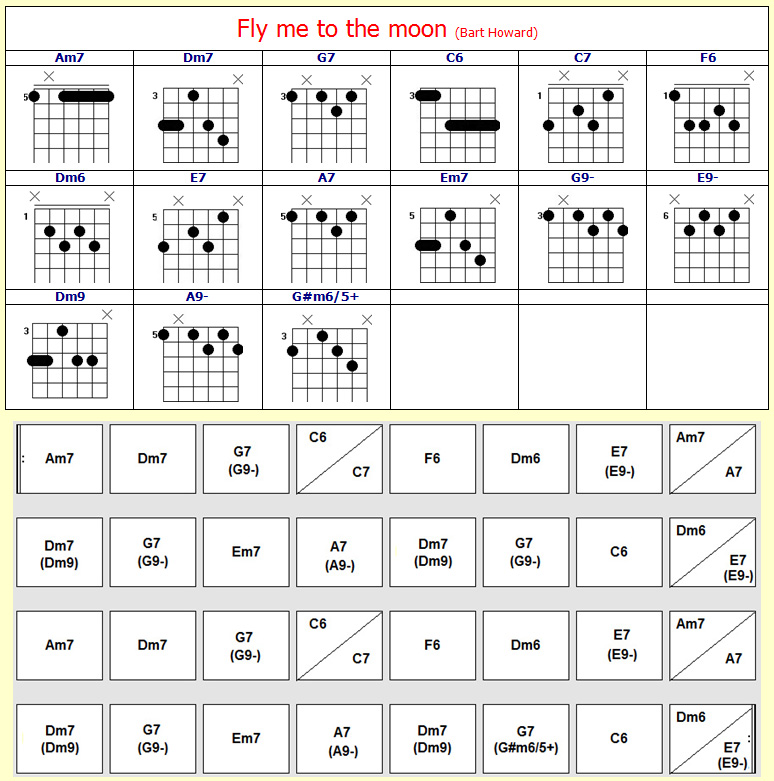 Fly me to the moon (Bart Howard)
Am7 Dm7 G7 C6 C7 F6
5 3 3 3 1 1
Dm6 E7 A7 Em7 G9- E9-
1 5 5 5 3 6
Dm9 A9- G#m6/5+
3 5 3
: Am7 Dm7 G7 (G9-) C6 C7 F6 Dm6 E7 (E9-) Am7 A7
Dm7 (Dm9) G7 (G9-) Em7 A7 (A9-) Dm7 (Dm9) G7 (G9-) C6 Dm6 E7 (E9-)
Am7 Dm7 G7 (G9-) C6 C7 F6 Dm6 E7 (E9-) Am7 A7
Dm7 (Dm9) G7 (G9-) Em7 A7 (A9-) Dm7 (Dm9) G7 (G#m6/5+) C6 Dm6 E7 (E9-) :